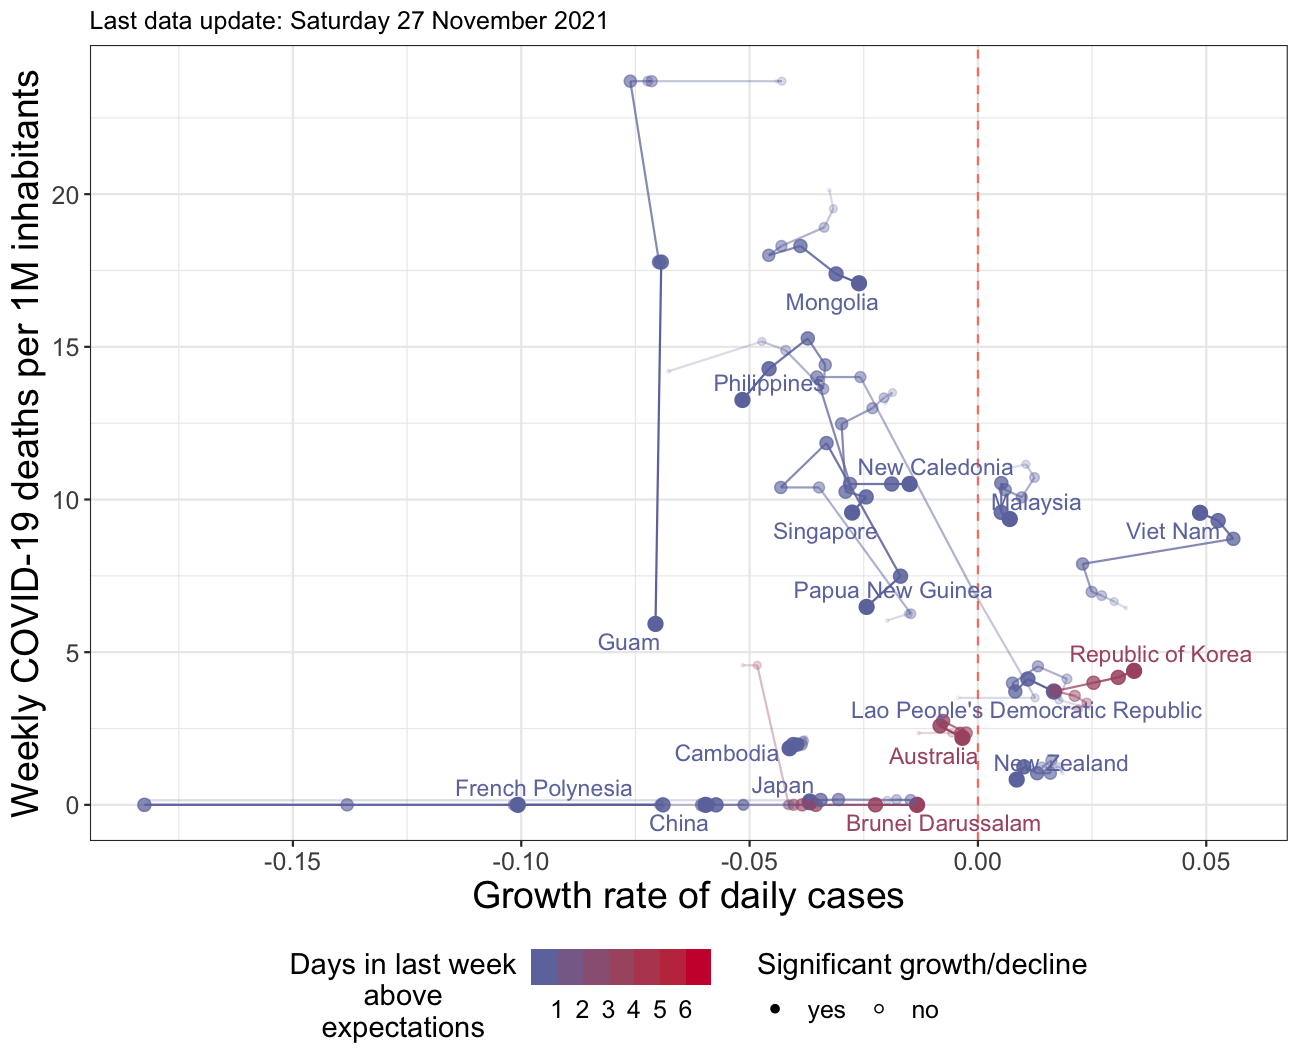 Last data update: Saturday 27 November 2021
Weekly COVID-19 deaths per 1M inhabitants
20
15
10
5
0
Mongolia
Philippines
New Caledonia
Malaysia
Singapore
Viet Nam
Papua New Guinea
Guam
Republic of Korea
Lao People's Democratic Republic
Cambodia
Australia
New Zealand
French Polynesia
Japan
China
Brunei Darussalam
-0.15
-0.10
-0.05
0.00
0.05
Growth rate of daily cases
Days in last week
above
expectations
1 2 3 4 5 6
Significant growth/decline
yes
no